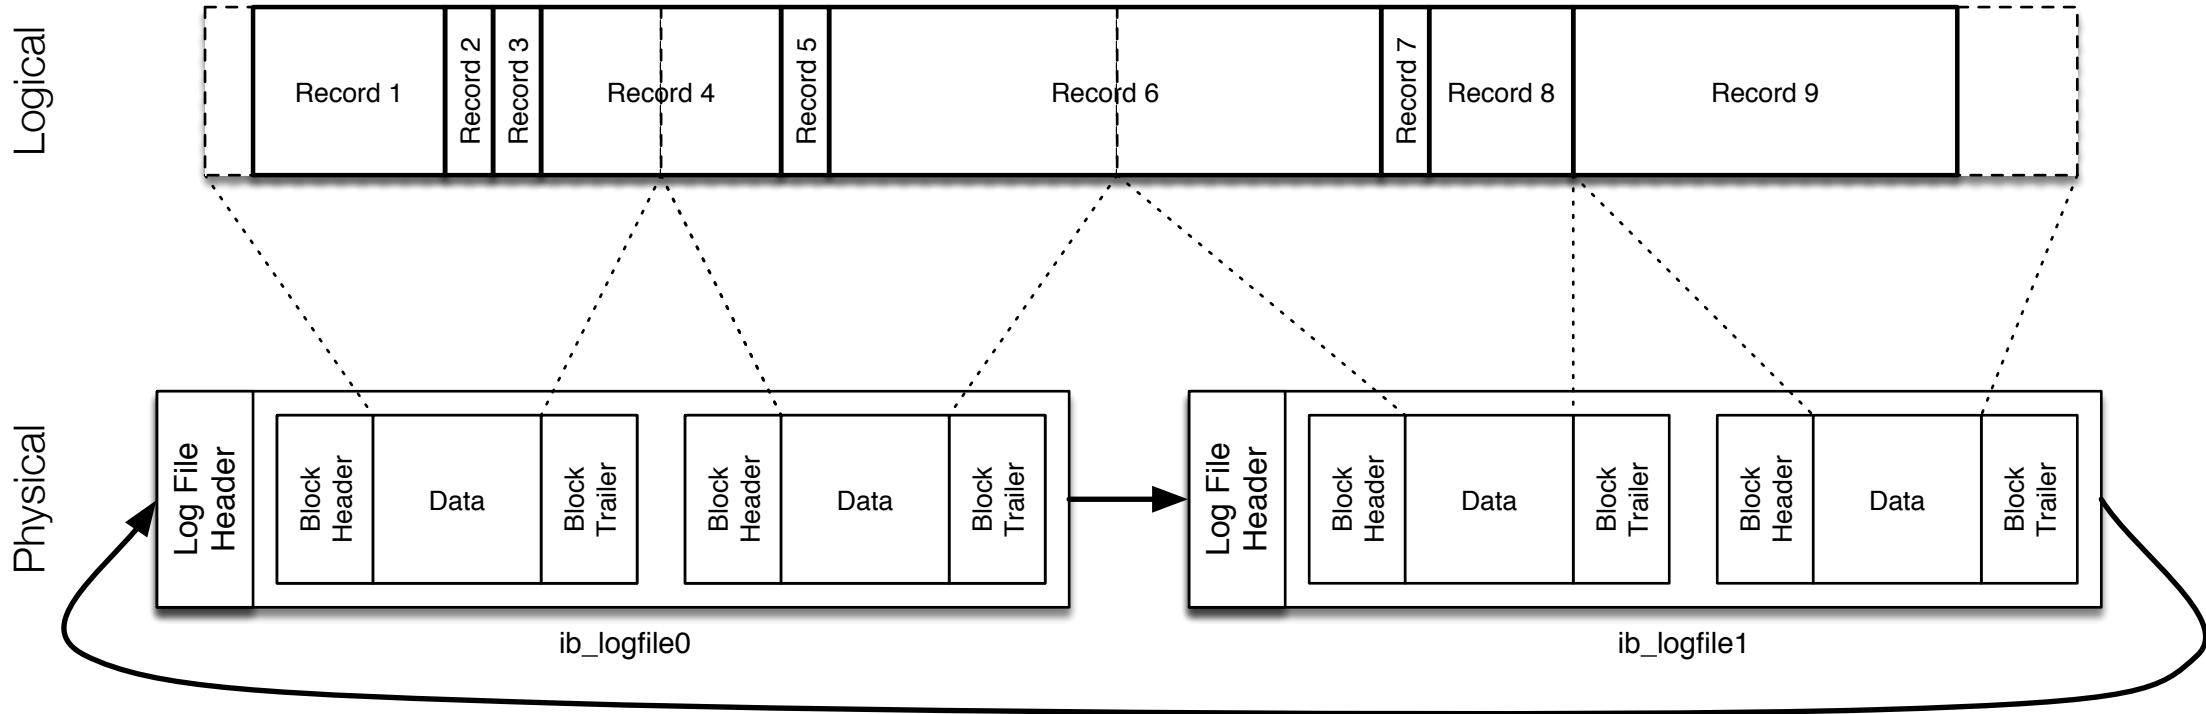 Logical
Record 1
Record 2
Record 3
Record 4
Record 5
Record 6
Record 7
Record 8
Record 9
Physical
Log File
Header
Block
Header
Data
Block
Trailer
Block
Header
Data
Block
Trailer
Log File
Header
Block
Header
Data
Block
Trailer
Block
Header
Data
Block
Trailer
ib_logfile0
ib_logfile1